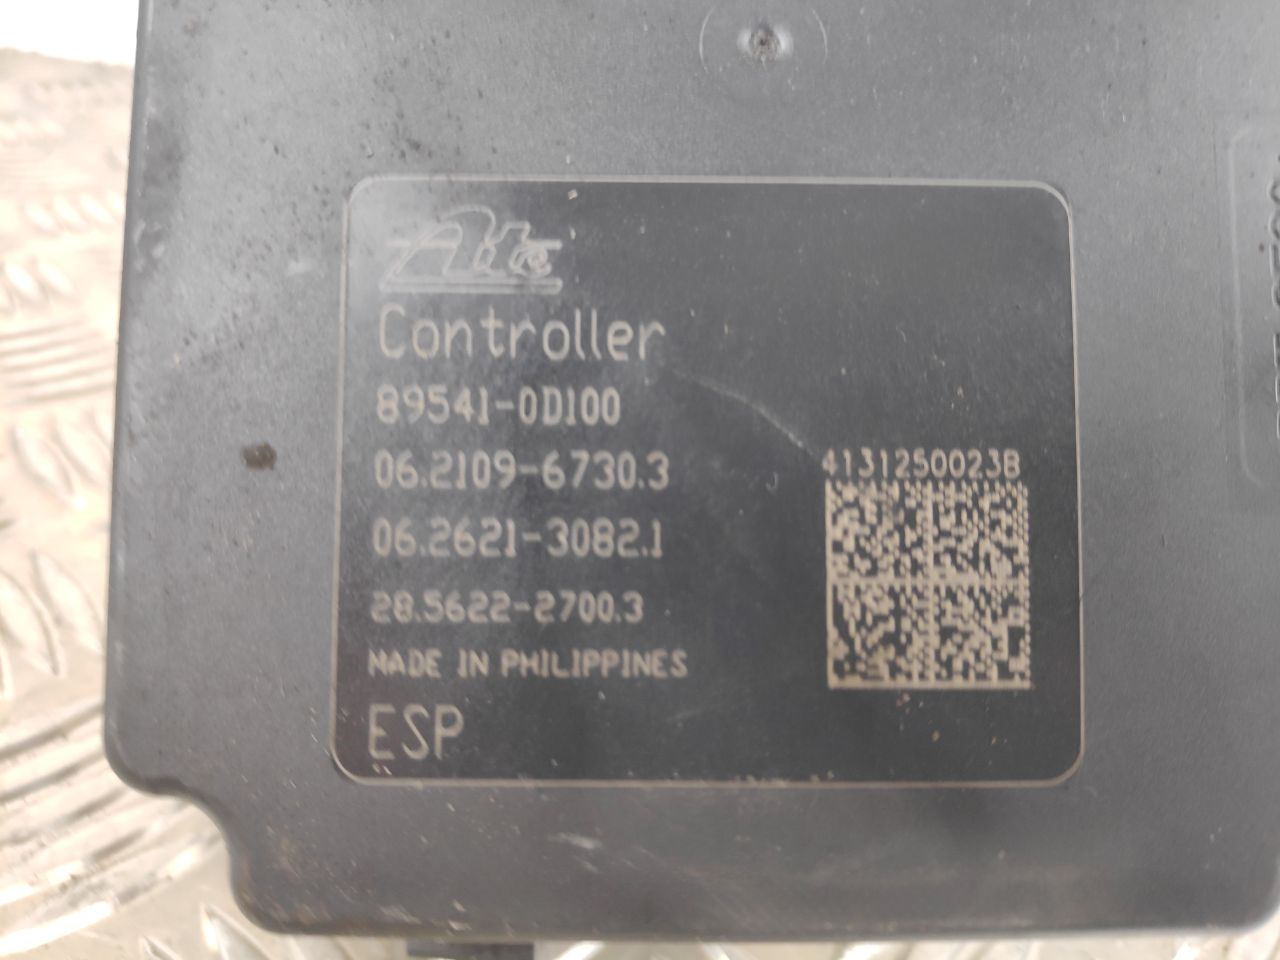 Ate
Controller
89541-0D100
06.2109-6730.3
4131250023B
06.2621-3082.1
28.5622-2700.3
MADE IN PHILIPPINES
ESP